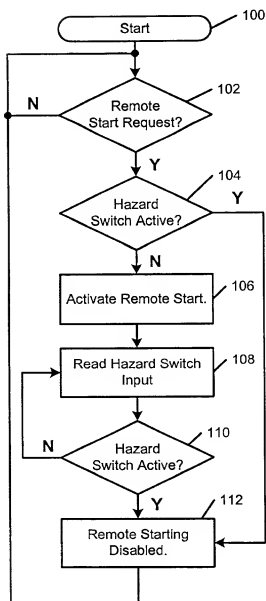 Start
100
N
Remote
Start Request?
102
Y
104
Hazard
Switch Active?
Y
N
Activate Remote Start.
106
Read Hazard Switch
Input
108
N
Hazard
Switch Active?
110
Y
112
Remote Starting
Disabled.